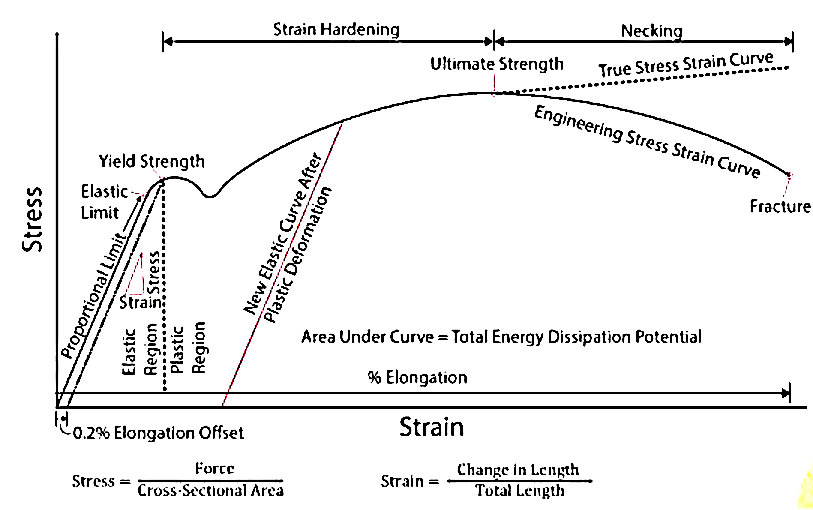 Strain Hardening
Necking
Ultimate Strength
True Stress Strain Curve
Engineering Stress Strain Curve
Yield Strength
Elastic
Limit
Fracture
Stress
Proportional Limit
Stress
Strain
New Elastic Curve After
Plastic Deformation
Elastic
Region
Plastic
Region
Area Under Curve = Total Energy Dissipation Potential
% Elongation
0.2% Elongation Offset
Strain
Stress = Force
Cross-Sectional Area
Strain = Change in Length
Total Length